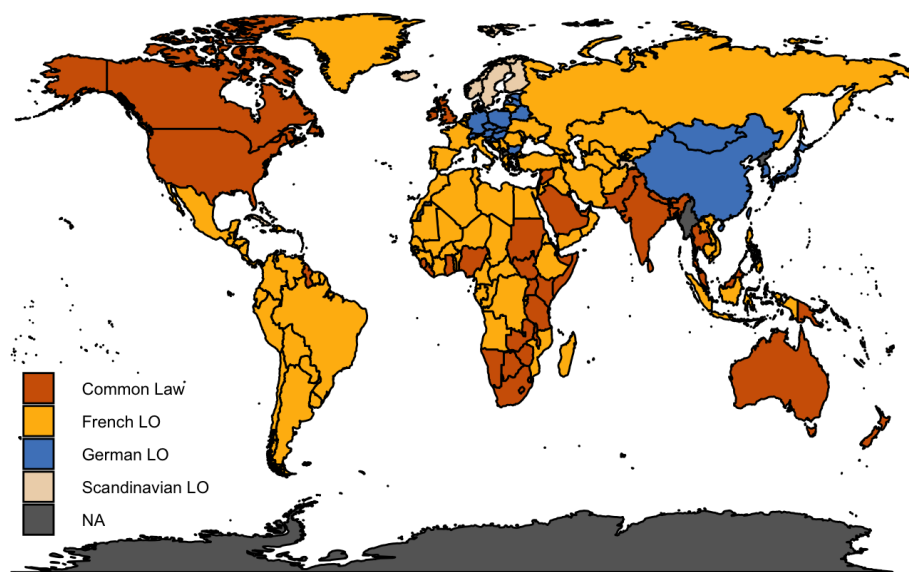 Common Law
French LO
German LO
Scandinavian LO
NA